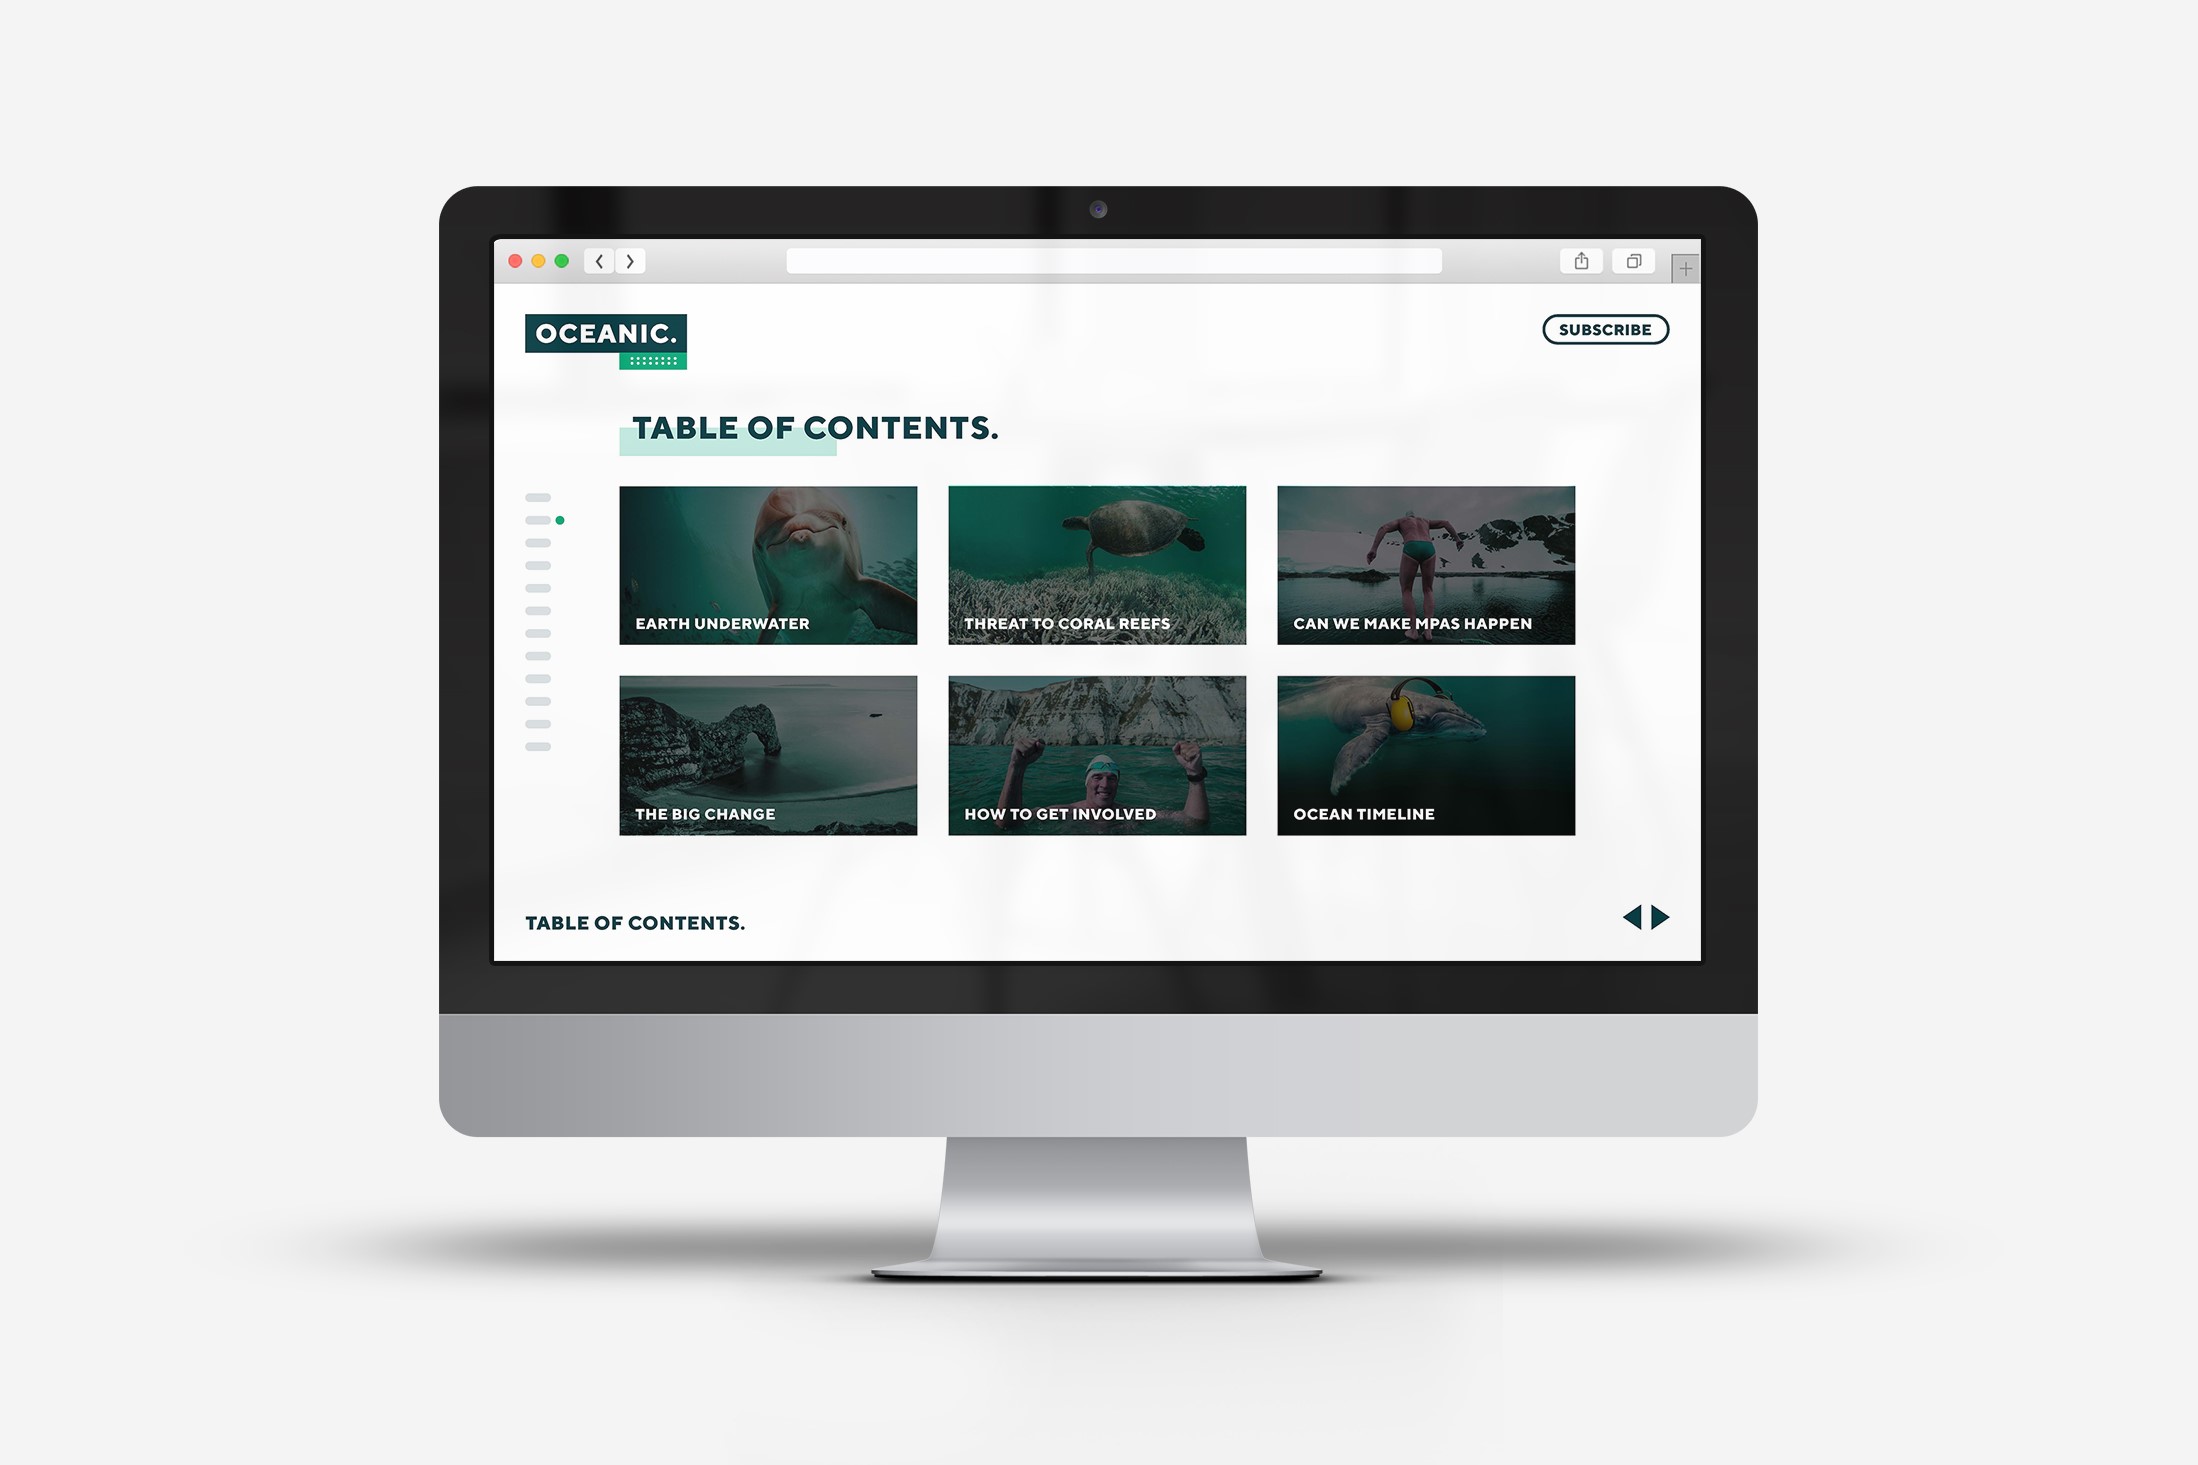 OCEANIC.
SUBSCRIBE
TABLE OF CONTENTS.
EARTH UNDERWATER
THREAT TO CORAL REEFS
CAN WE MAKE MPAS HAPPEN
THE BIG CHANGE
HOW TO GET INVOLVED
OCEAN TIMELINE
TABLE OF CONTENTS.